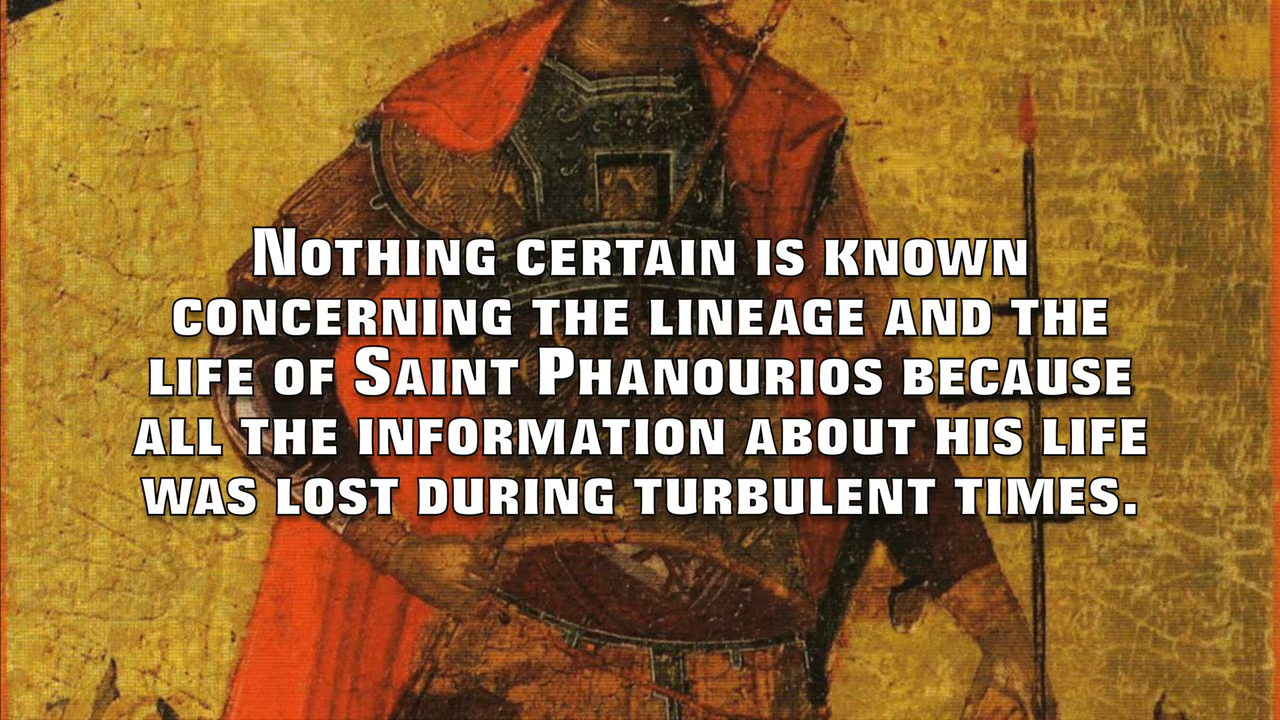 Nothing certain is known
concerning the lineage and the
life of Saint Phanourios because
all the information about his life
was lost during turbulent times.